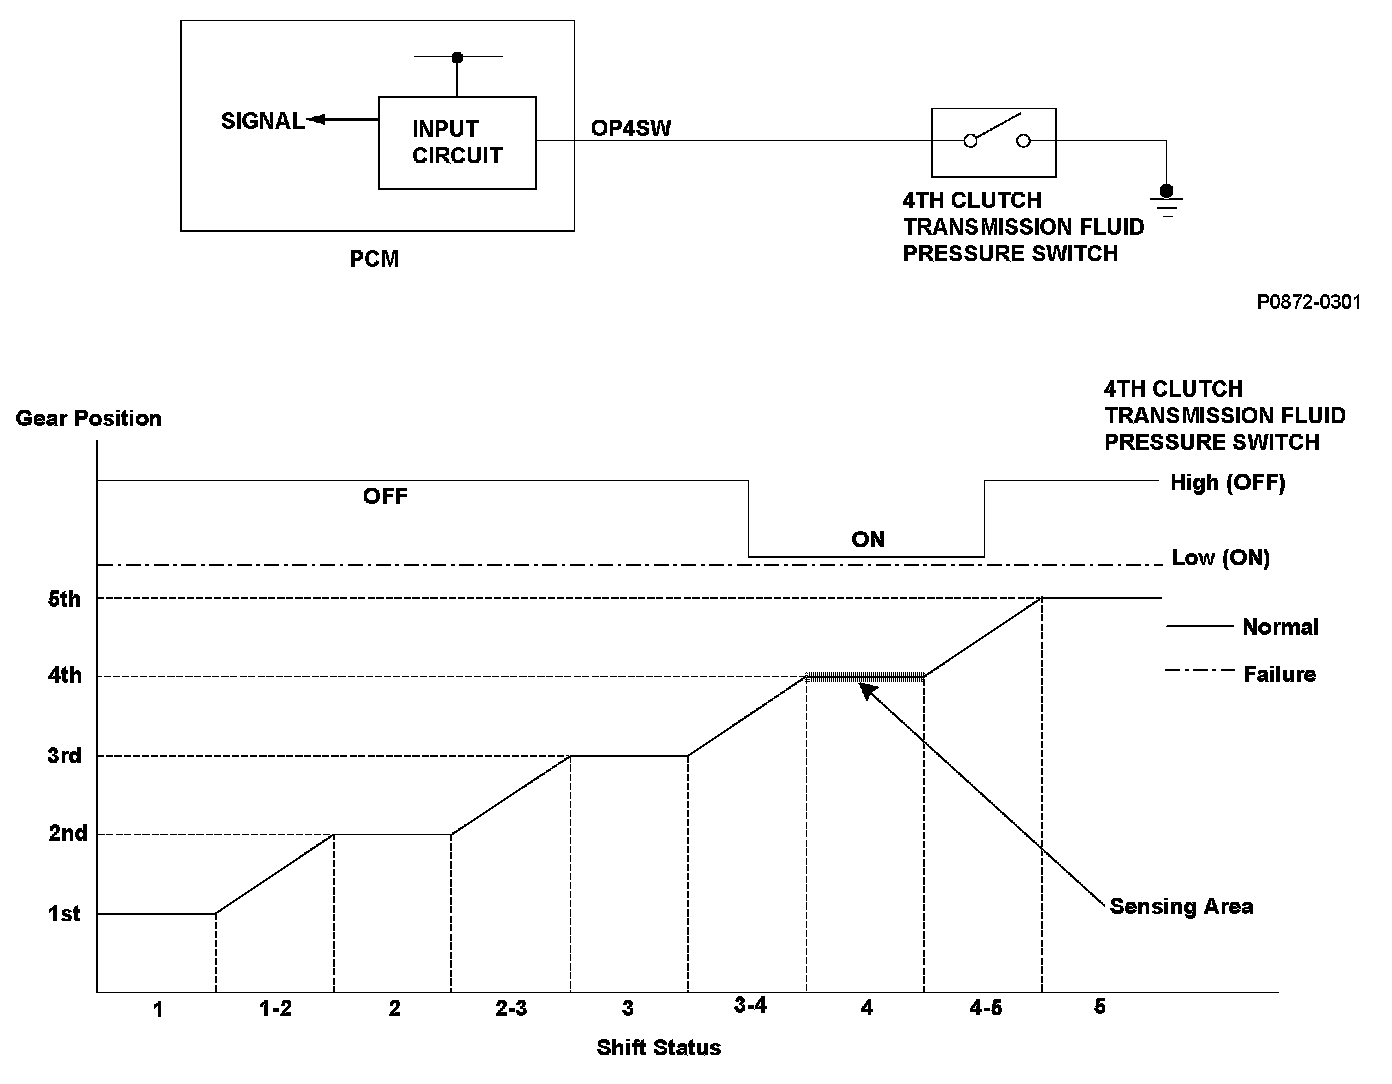 SIGNAL
INPUT
CIRCUIT
OP4SW
4TH CLUTCH
TRANSMISSION FLUID
PRESSURE SWITCH
PCM
P0872-0301
4TH CLUTCH
TRANSMISSION FLUID
PRESSURE SWITCH
Gear Position
OFF
High (OFF)
ON
Low (ON)
5th
Normal
4th
Failure
3rd
2nd
1st
Sensing Area
1 1-2 2 2-3 3 3-4 4 4-5 5
Shift Status